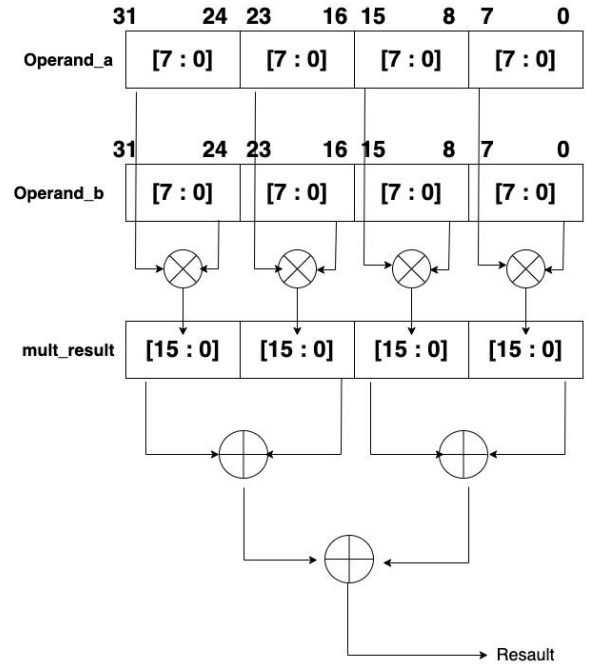 31 24 23 16 15 8 7 0
Operand_a [7 : 0] [7 : 0] [7 : 0] [7 : 0]
31 24 23 16 15 8 7 0
Operand_b [7 : 0] [7 : 0] [7 : 0] [7 : 0]
mult_result [15 : 0] [15 : 0] [15 : 0] [15 : 0]
Resault